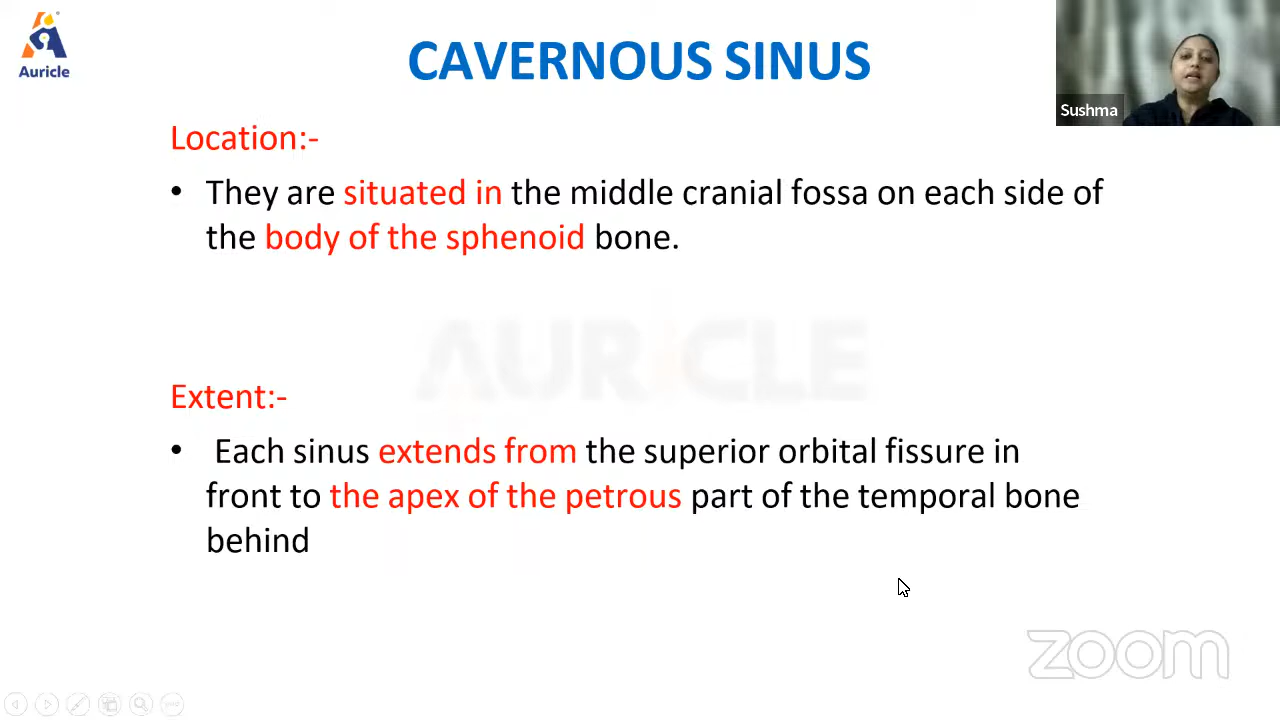 Auricle
CAVERNOUS SINUS
Sushma
Location:-
• They are situated in the middle cranial fossa on each side of
the body of the sphenoid bone.
AURICLE
Extent:-
• Each sinus extends from the superior orbital fissure in
front to the apex of the petrous part of the temporal bone
behind
zoom